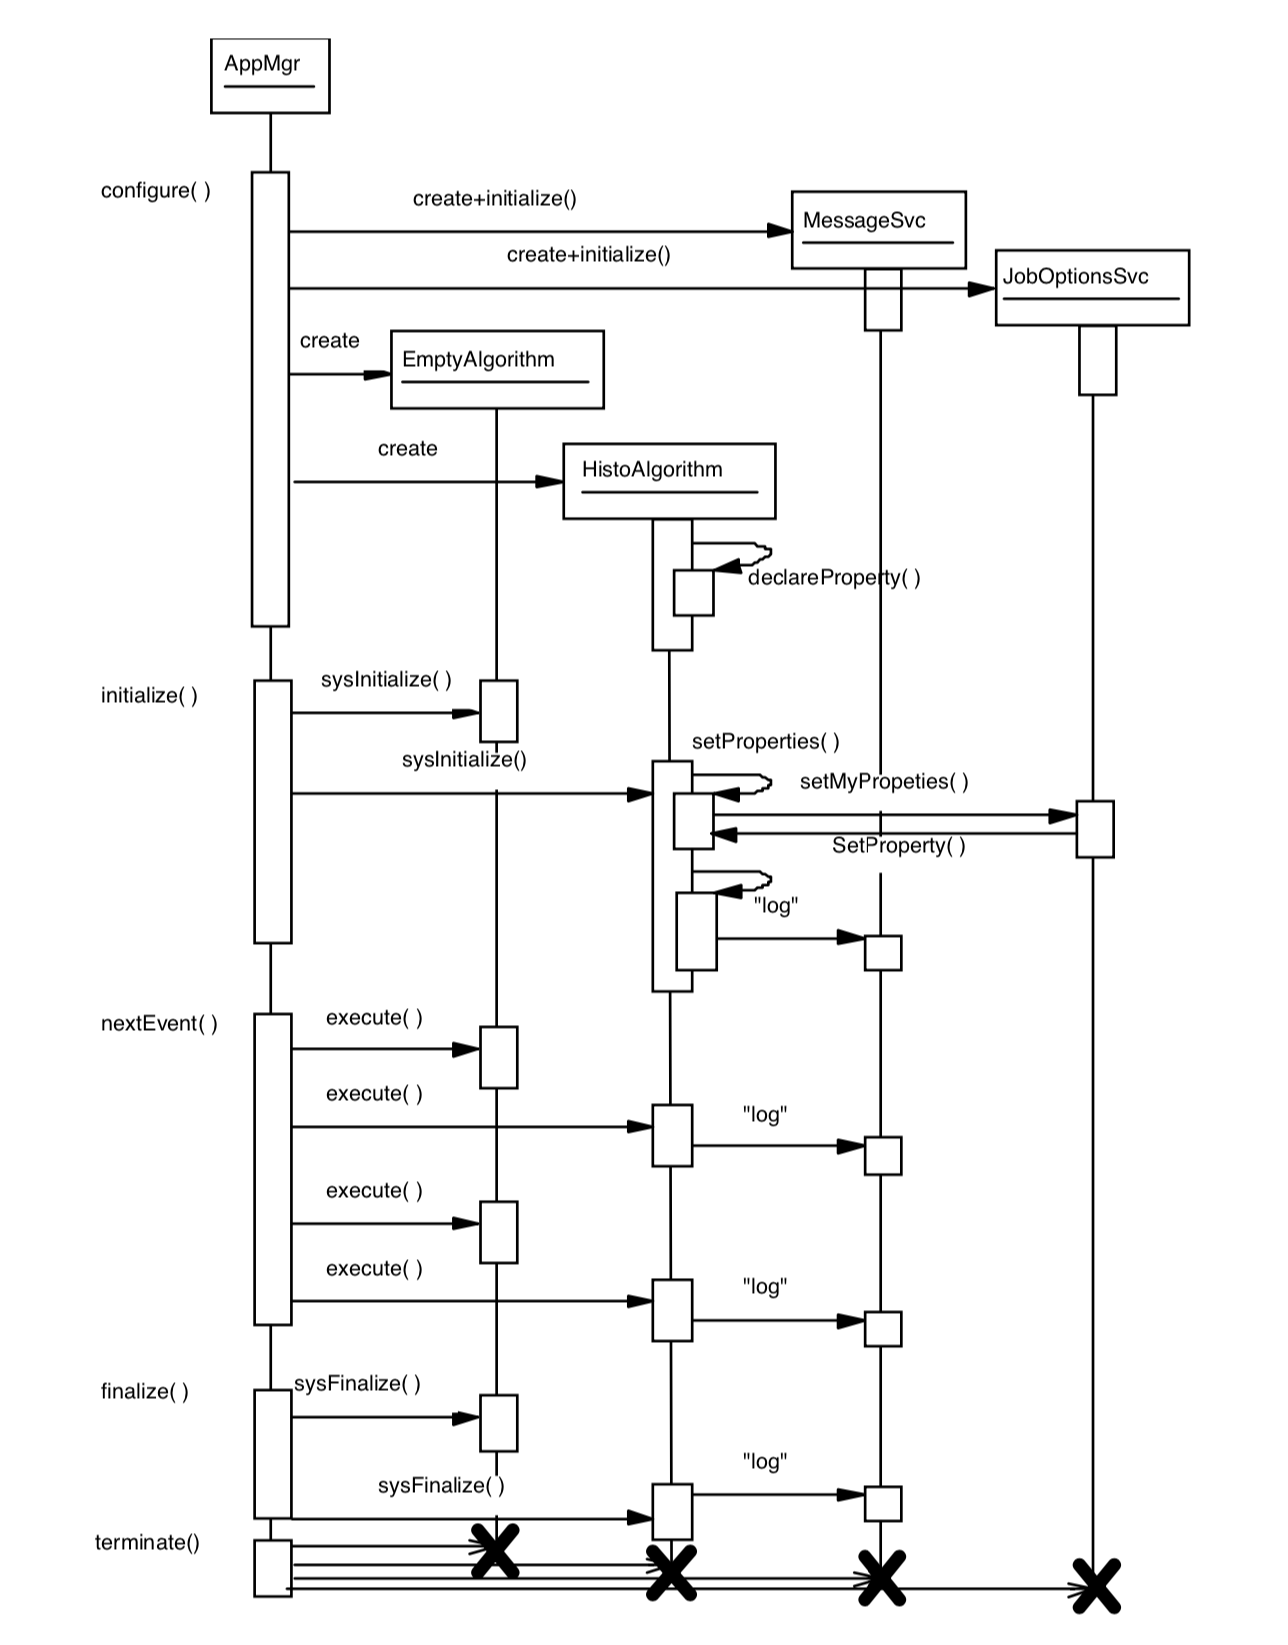 AppMgr
configure( )
create+initialize()
MessageSvc
create+initialize()
JobOptionsSvc
create
EmptyAlgorithm
create
HistoAlgorithm
declareProperty( )
initialize( )
sysInitialize( )
setProperties( )
sysInitialize()
setMyPropeties( )
SetProperty( )
"log"
nextEvent( )
execute( )
execute( )
"log"
execute( )
execute( )
"log"
finalize( )
sysFinalize( )
"log"
sysFinalize( )
terminate()